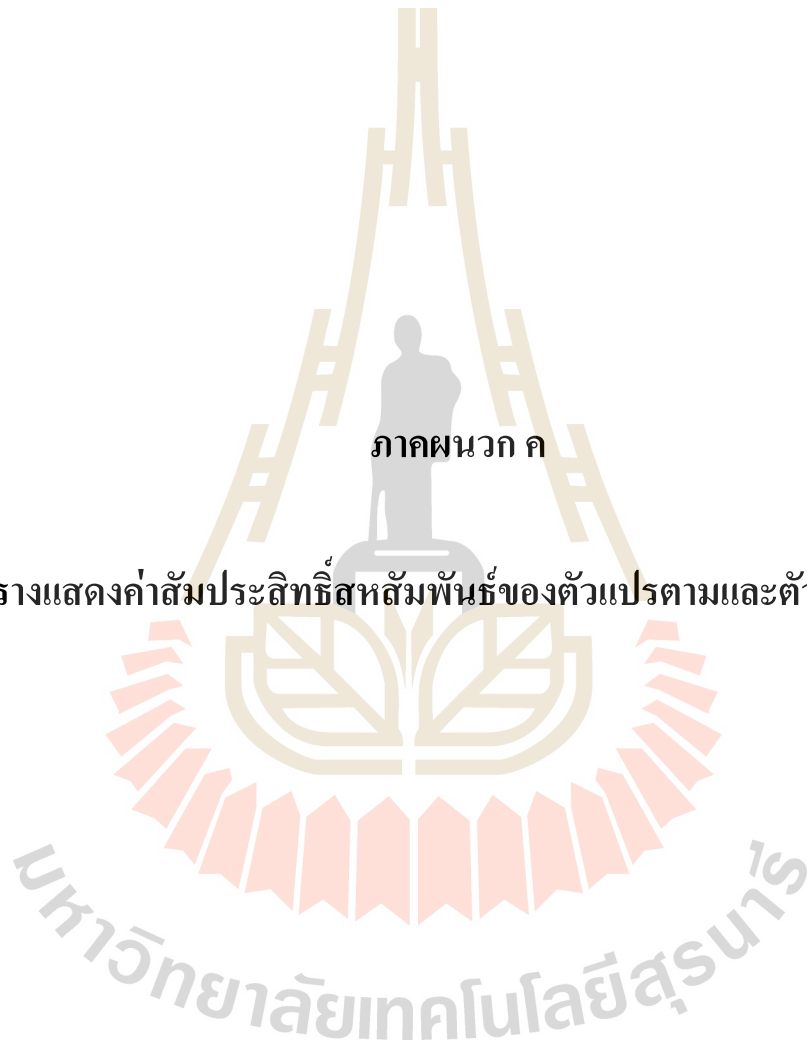 ภาคผนวก ค
รางแสดงค่าสัมประสิทธิ์สหสัมพันธ์ของตัวแปรตามและตัว
มหาวิทยาลัยเทคโนโลยีสุรนารี